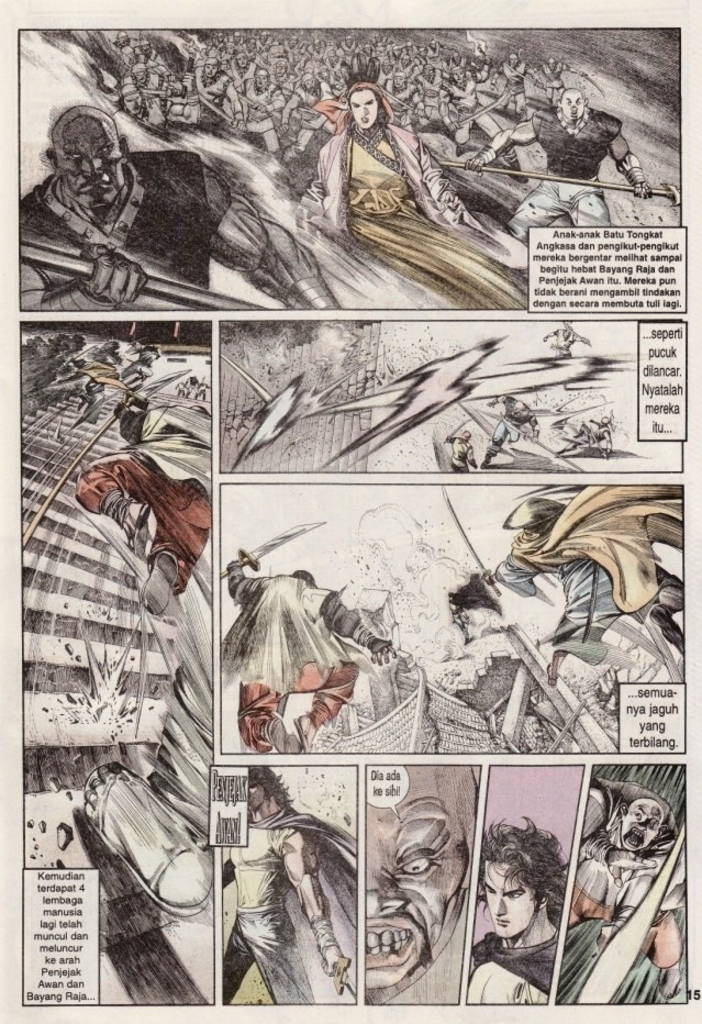 Anak-anak Batu Tongkat
Angkasa dan pengikut-pengikut
mereka bergentar melihat sampai
begitu hebat Bayang Raja dan
Penjejak Awan itu. Mereka pun
tidak berani mengambil tindakan
dengan secara membuta tuli lagi.
...seperti
pucuk
dilancar.
Nyatalah
mereka
itu...
...semua-
nya jaguh
yang
terbilang.
Kemudian
terdapat 4
lembaga
manusia
lagi telah
muncul dan
meluncur
ke arah
Penjejak
Awan dan
Bayang Raja...
PENJEJAK
AWAN!
Dia ada
ke sibi!
15